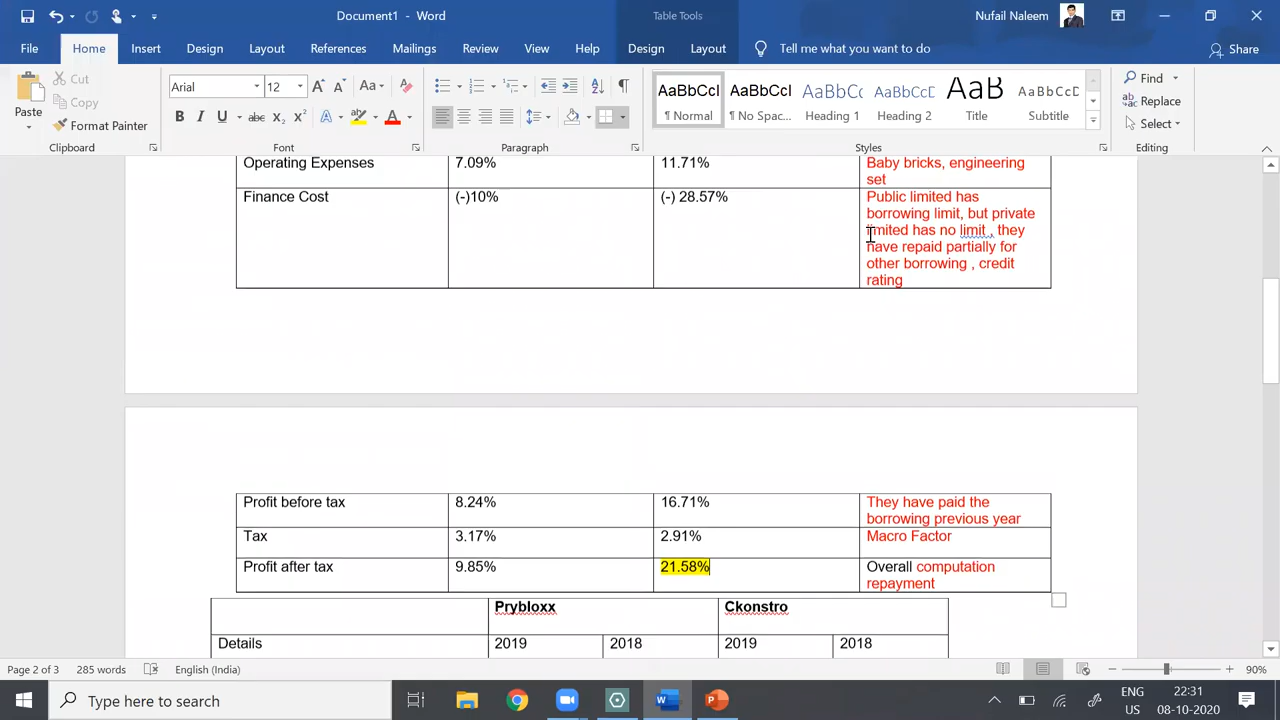 Document1 - Word
Table Tools
Nufail Naleem
File Home Insert Design Layout References Mailings Review View Help Design Layout Tell me what you want to do Share
Paste
Cut
Copy
Format Painter
Clipboard
Arial 12
Font
Paragraph
AaBbCcI AaBbCcI AaBbCc AaBbCcD AaB AaBbCcD
¶ Normal ¶ No Spac... Heading 1 Heading 2 Title Subtitle
Styles
Find
Replace
Select
Editing
Operating Expenses 7.09% 11.71% Baby bricks, engineering
set
Finance Cost (-)10% (-) 28.57% Public limited has
borrowing limit, but private
limited has no limit , they
have repaid partially for
other borrowing , credit
rating
Profit before tax 8.24% 16.71% They have paid the
borrowing previous year
Tax 3.17% 2.91% Macro Factor
Profit after tax 9.85% 21.58% Overall computation
repayment
Prybloxx Ckonstro
Details 2019 2018 2019 2018
Page 2 of 3 285 words English (India) 90%
Type here to search
ENG
US
22:31
08-10-2020